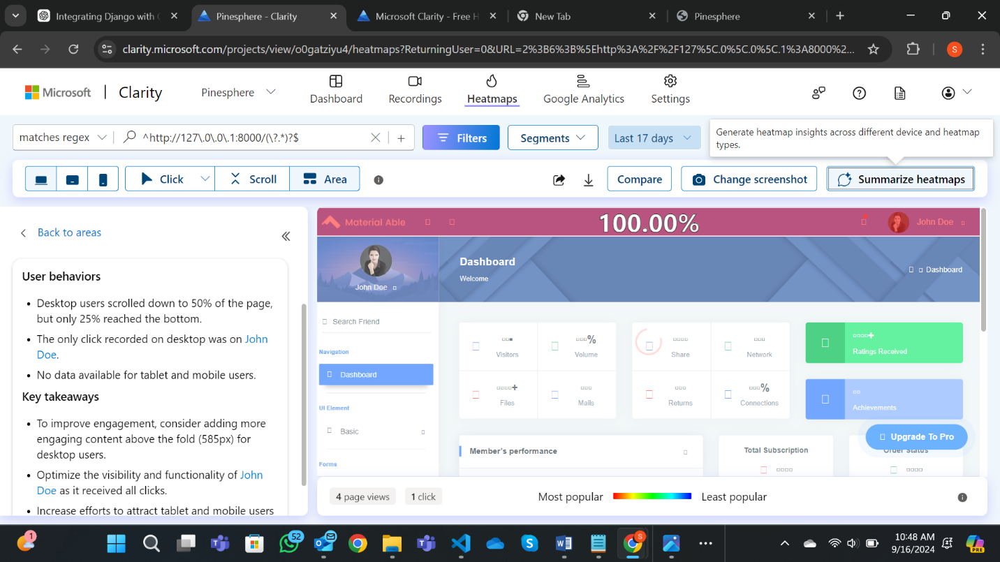 Integrating Django with
Pinesphere - Clarity
Microsoft Clarity - Free H
New Tab
Pinesphere
clarity.microsoft.com/projects/view/o0gatziyu4/heatmaps?ReturningUser=0&URL=2%3B6%3B%5Ehttp%3A%2F%2F127%5C.0%5C.0%5C.1%3A8000%2...
S
Microsoft | Clarity
Pinesphere
Dashboard
Recordings
Heatmaps
Google Analytics
Settings
matches regex
^http://127\.0\.0\.1:8000/(\?.*)?$
Filters
Segments
Last 17 days
Generate heatmap insights across different device and heatmap
types.
Click
Scroll
Area
Compare
Change screenshot
Summarize heatmaps
Back to areas
User behaviors
• Desktop users scrolled down to 50% of the page,
but only 25% reached the bottom.
• The only click recorded on desktop was on John
Doe.
• No data available for tablet and mobile users.
Key takeaways
• To improve engagement, consider adding more
engaging content above the fold (585px) for
desktop users.
• Optimize the visibility and functionality of John
Doe as it received all clicks.
• Increase efforts to attract tablet and mobile users
Material Able
100.00%
John Doe
John Doe
Dashboard
Welcome
Dashboard
Search Friend
Navigation
Dashboard
UI Element
Basic
Forms
Visitors
%
Volume
Share
Network
+
Files
Mails
Returns
%
Connections
+
Ratings Received
Achievements
Upgrade To Pro
Member's performance
Total Subscription
Order Status
4 page views
1 click
Most popular
Least popular
1
52
S
10:48 AM
9/16/2024
PRE